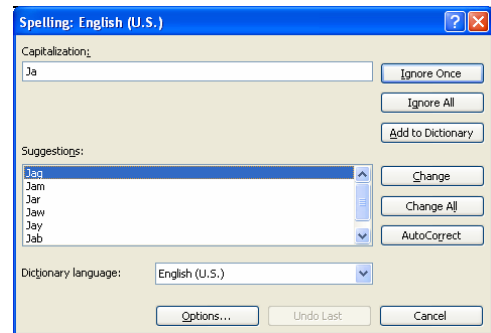 Spelling: English (U.S.)
Capitalization:
Ja
Ignore Once
Ignore All
Add to Dictionary
Suggestions:
Jag
Jam
Jar
Jaw
Jay
Jab
Change
Change All
AutoCorrect
Dictionary language:
English (U.S.)
Options...
Undo Last
Cancel